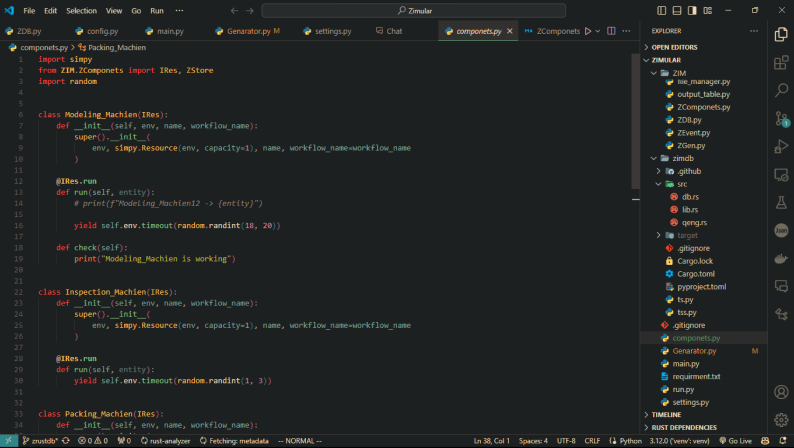 File Edit Selection View Go Run ··· Zimular
ZDB.py config.py main.py Genarator.py M settings.py Chat componets.py ZComponets
componets.py > Packing_Machien
1 import simpy
2 from ZIM.ZComponets import IRes, ZStore
3 import random
4
5
6 class Modeling_Machien(IRes):
7 def __init__(self, env, name, workflow_name):
8 super().__init__(
9 env, simpy.Resource(env, capacity=1), name, workflow_name=workflow_name
10 )
11
12 @IRes.run
13 def run(self, entity):
14 # print(f"Modeling_Machien12 -> {entity}")
15
16 yield self.env.timeout(random.randint(18, 20))
17
18 def check(self):
19 print("Modeling_Machien is working")
20
21
22 class Inspection_Machien(IRes):
23 def __init__(self, env, name, workflow_name):
24 super().__init__(
25 env, simpy.Resource(env, capacity=1), name, workflow_name=workflow_name
26 )
27
28 @IRes.run
29 def run(self, entity):
30 yield self.env.timeout(random.randint(1, 3))
31
32
33 class Packing_Machien(IRes):
34 def __init__(self, env, name, workflow_name):
EXPLORER
OPEN EDITORS
ZIMULAR
ZIM
file_manager.py
output_table.py
ZComponets.py
ZDB.py
ZEvent.py
ZGen.py
zimdb
.github
src
db.rs
lib.rs
qeng.rs
target
.gitignore
Cargo.lock
Cargo.toml
pyproject.toml
ts.py
tss.py
.gitignore
componets.py
Genarator.py M
main.py
requirment.txt
run.py
settings.py
TIMELINE
RUST DEPENDENCIES
1
Json
zrustdb* 0 0 0 rust-analyzer Fetching: metadata -- NORMAL -- Ln 38, Col 1 Spaces: 4 UTF-8 CRLF Python 3.12.0 ('venv': venv) Go Live